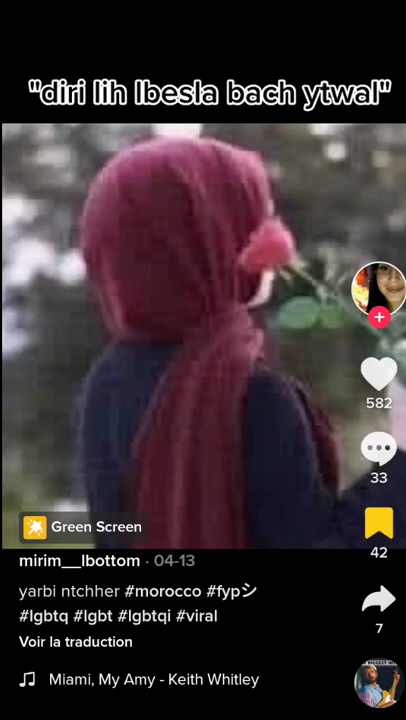 "diri lih lbesla bach ytwal"
582
33
Green Screen
42
mirim__lbottom · 04-13
yarbi ntchher #morocco #fypシ
#lgbtq #lgbt #lgbtqi #viral
7
Voir la traduction
Miami, My Amy - Keith Whitley